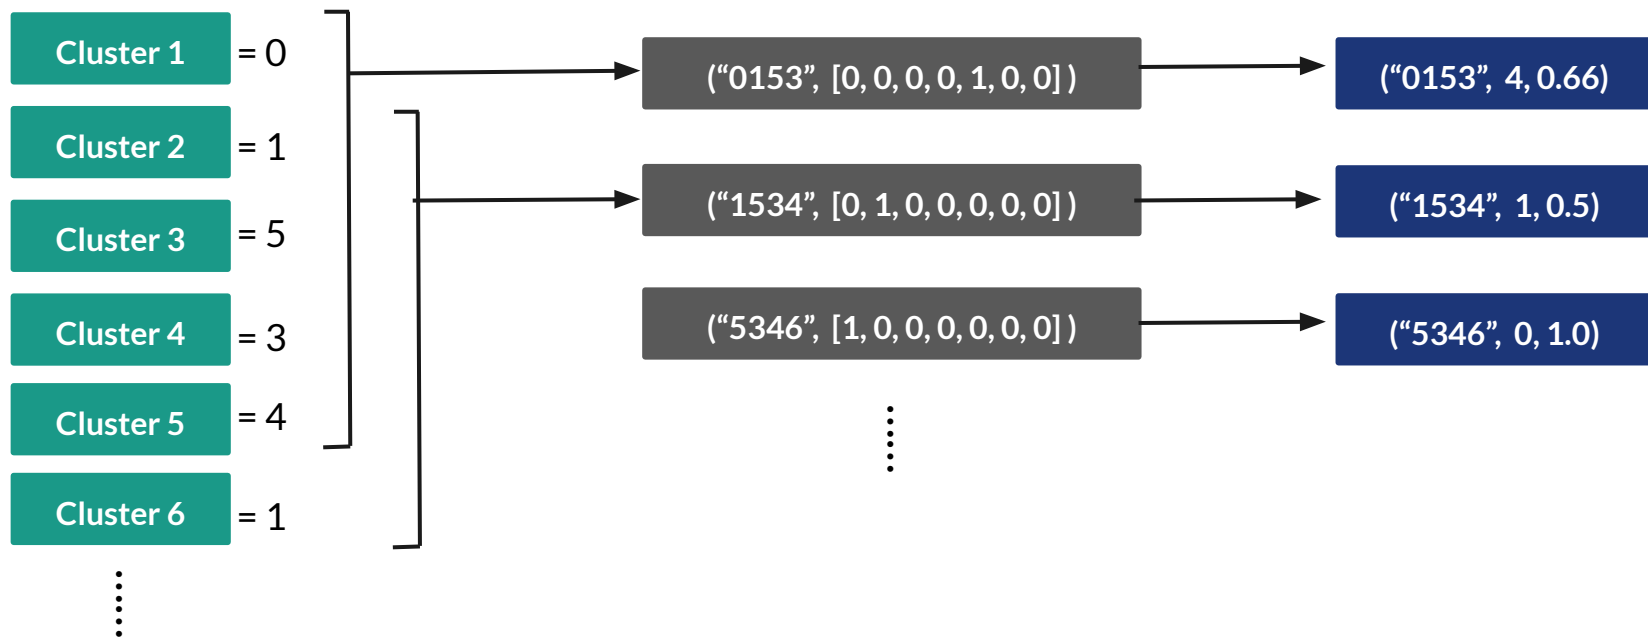 Cluster 1 = 0
Cluster 2 = 1
Cluster 3 = 5
Cluster 4 = 3
Cluster 5 = 4
Cluster 6 = 1
(“0153”, [0, 0, 0, 0, 1, 0, 0] )
(“1534”, [0, 1, 0, 0, 0, 0, 0] )
(“5346”, [1, 0, 0, 0, 0, 0, 0] )
(“0153”, 4, 0.66)
(“1534”, 1, 0.5)
(“5346”, 0, 1.0)